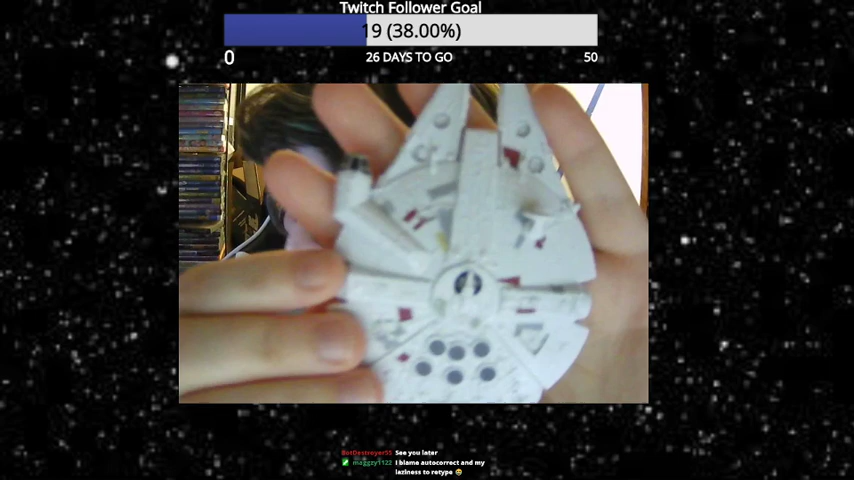 Twitch Follower Goal
19 (38.00%)
0 26 DAYS TO GO 50
BotDestroyer55 See you later
maggzy1122 I blame autocorrect and my
laziness to retype 😅